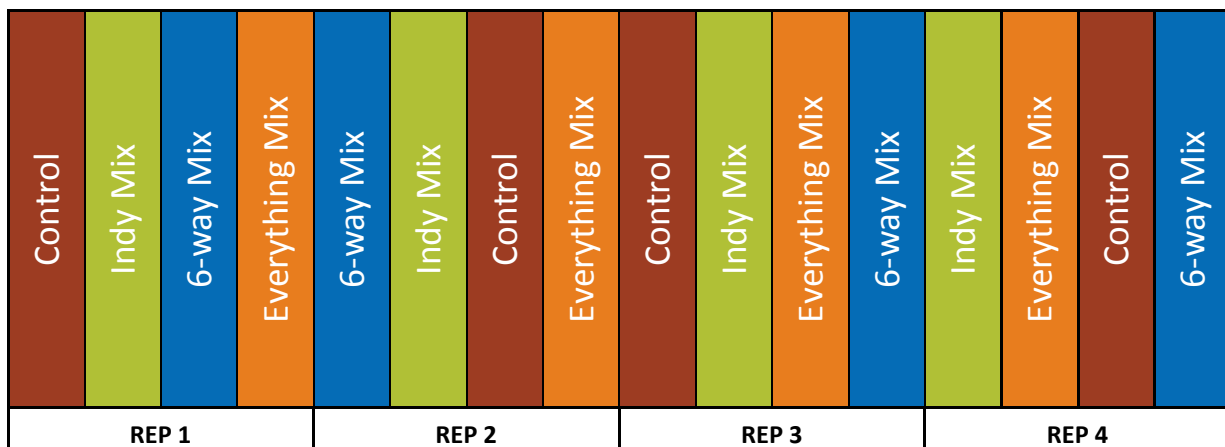 Control
Indy Mix
6-way Mix
Everything Mix
6-way Mix
Indy Mix
Control
Everything Mix
Control
Indy Mix
Everything Mix
6-way Mix
Indy Mix
Everything Mix
Control
6-way Mix
REP 1
REP 2
REP 3
REP 4